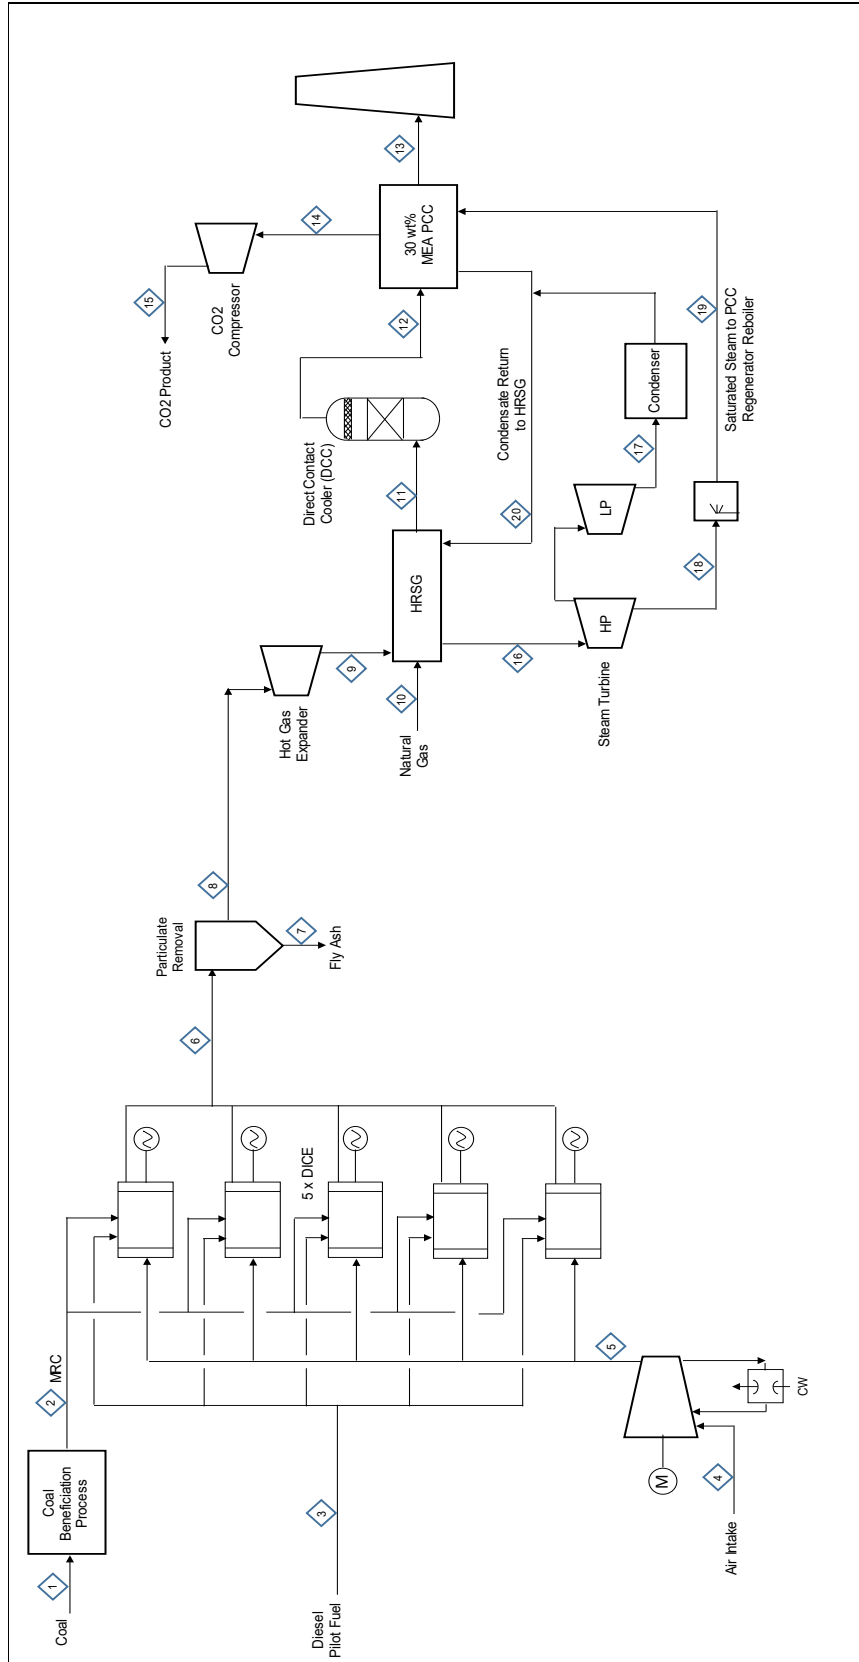 Coal
1
Coal
Beneficiation
Process
2
MRC
Diesel
Pilot Fuel
3
Air Intake
4
M
CW
5
5 x DICE
6
Particulate
Removal
7
Fly Ash
8
Hot Gas
Expander
9
Natural
Gas
10
HRSG
11
Direct Contact
Cooler (DCC)
12
30 wt%
MEA PCC
13
14
CO2
Compressor
15
CO2 Product
16
Steam Turbine
HP
LP
17
Condenser
18
19
Saturated Steam to PCC
Regenerator Reboiler
20
Condensate Return
to HRSG